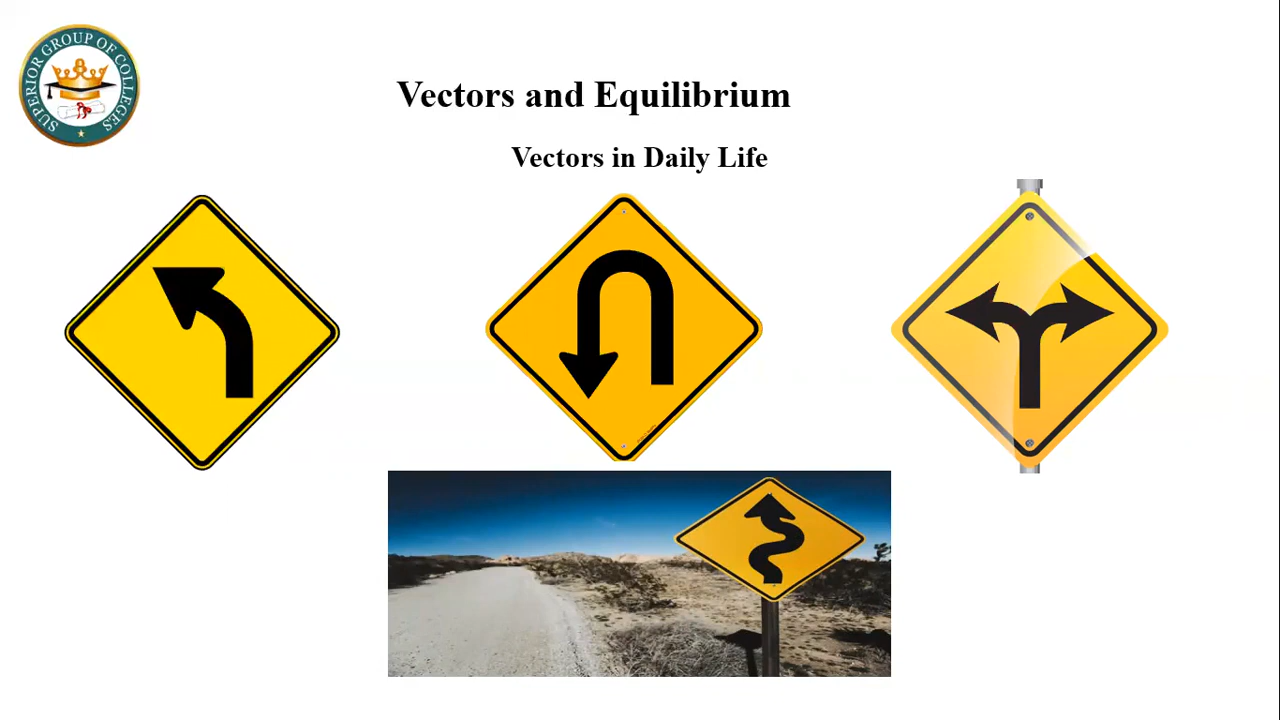 SUPERIOR GROUP OF COLLEGES
Vectors and Equilibrium
Vectors in Daily Life